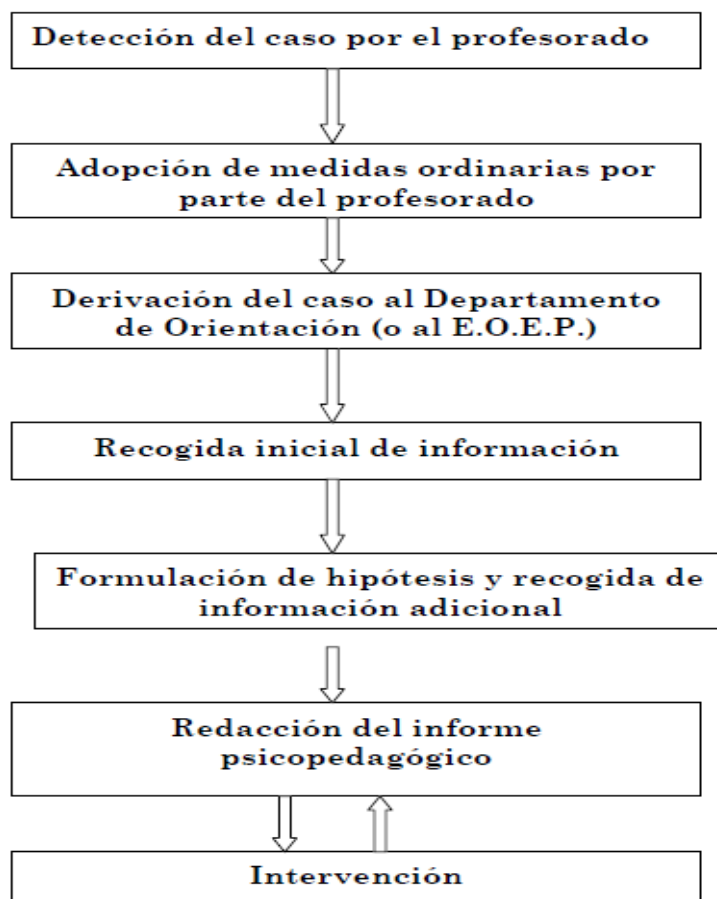 Detección del caso por el profesorado
Adopción de medidas ordinarias por
parte del profesorado
Derivación del caso al Departamento
de Orientación (o al E.O.E.P.)
Recogida inicial de información
Formulación de hipótesis y recogida de
información adicional
Redacción del informe
psicopedagógico
Intervención